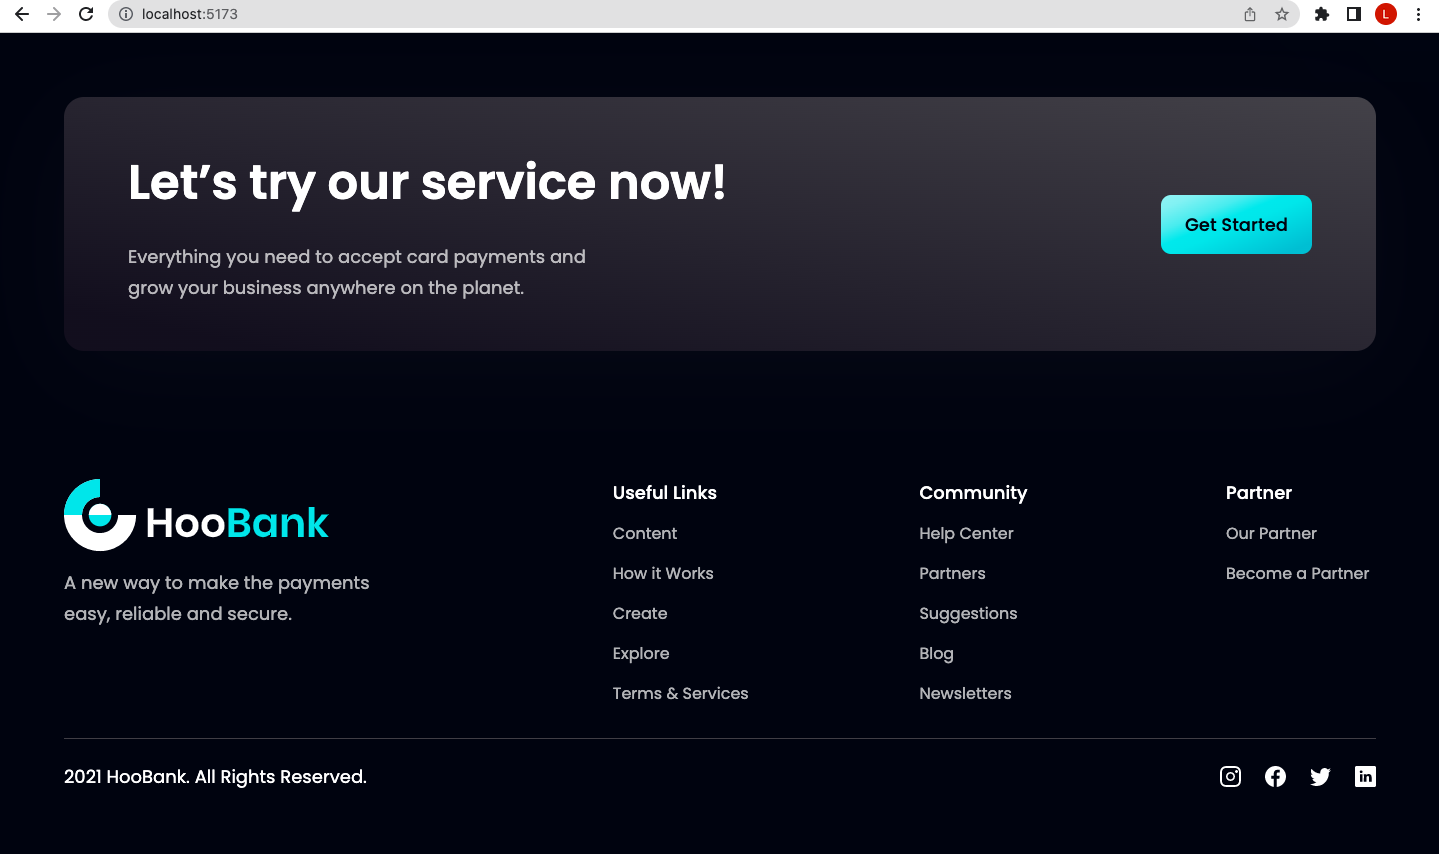 localhost:5173
L
Let’s try our service now!
Everything you need to accept card payments and
grow your business anywhere on the planet.
Get Started
HooBank
A new way to make the payments
easy, reliable and secure.
Useful Links
Content
How it Works
Create
Explore
Terms & Services
Community
Help Center
Partners
Suggestions
Blog
Newsletters
Partner
Our Partner
Become a Partner
2021 HooBank. All Rights Reserved.
in